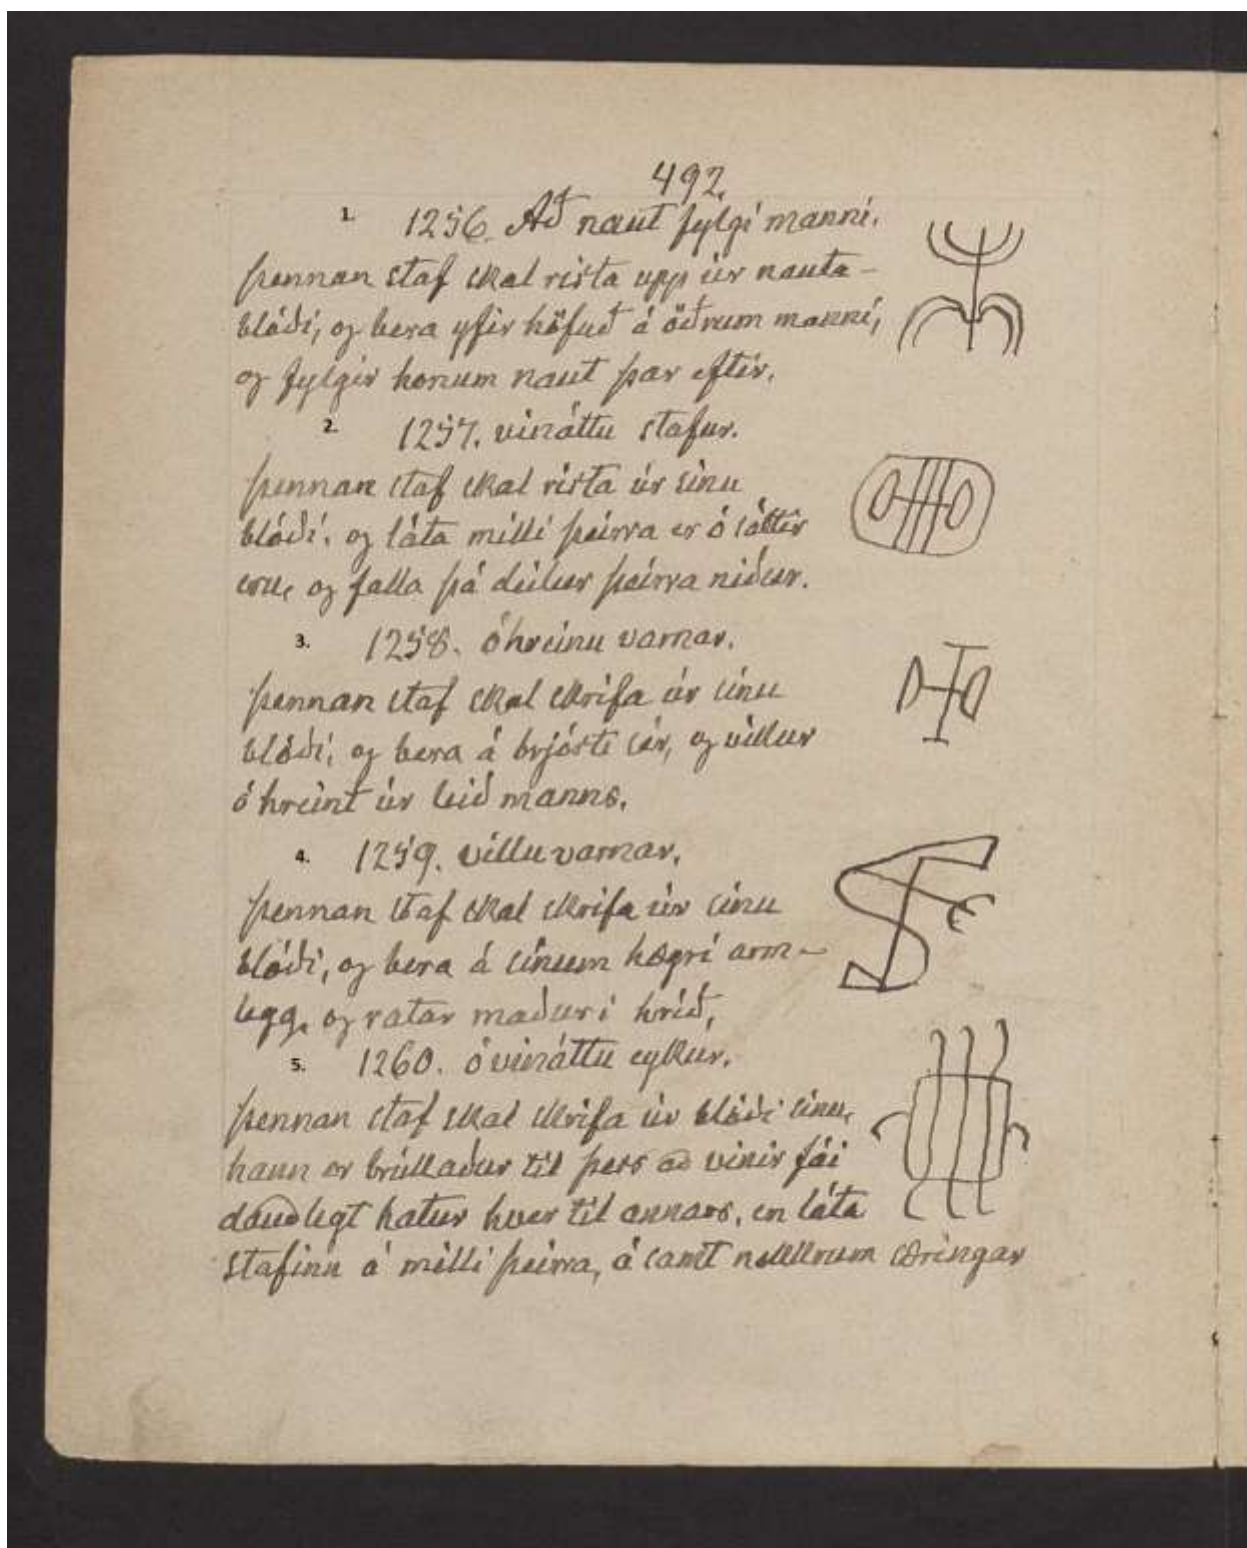 492.
1. 1256. Að naut fylgi manni.
þennan staf skal rista upp úr nauta-
blóði, og bera yfir höfuð á öðrum manni,
og fylgir honum naut þar eftir.
2. 1257. vináttu stafur.
þennan staf skal rista úr sínu
blóði, og láta milli þeirra er ósáttir
eru, og falla þá deilur þeirra niður.
3. 1258. óhreinu varnar.
þennan staf skal skrifa úr sínu
blóði, og bera á brjósti sér, og villur
óhreint úr leið manns.
4. 1259. villu varnar.
þennan staf skal skrifa úr sínu
blóði, og bera á sínum hægri arm-
legg, og ratar maður í hríð,
5. 1260. óvináttu
þennan staf skal skrifa úr blóði sínu,
hann er brúkaður til þess að vinir fái
dauðlegt hatur hver til annars, en láta
stafinn á milli þeirra, á samt nokkrum særingar